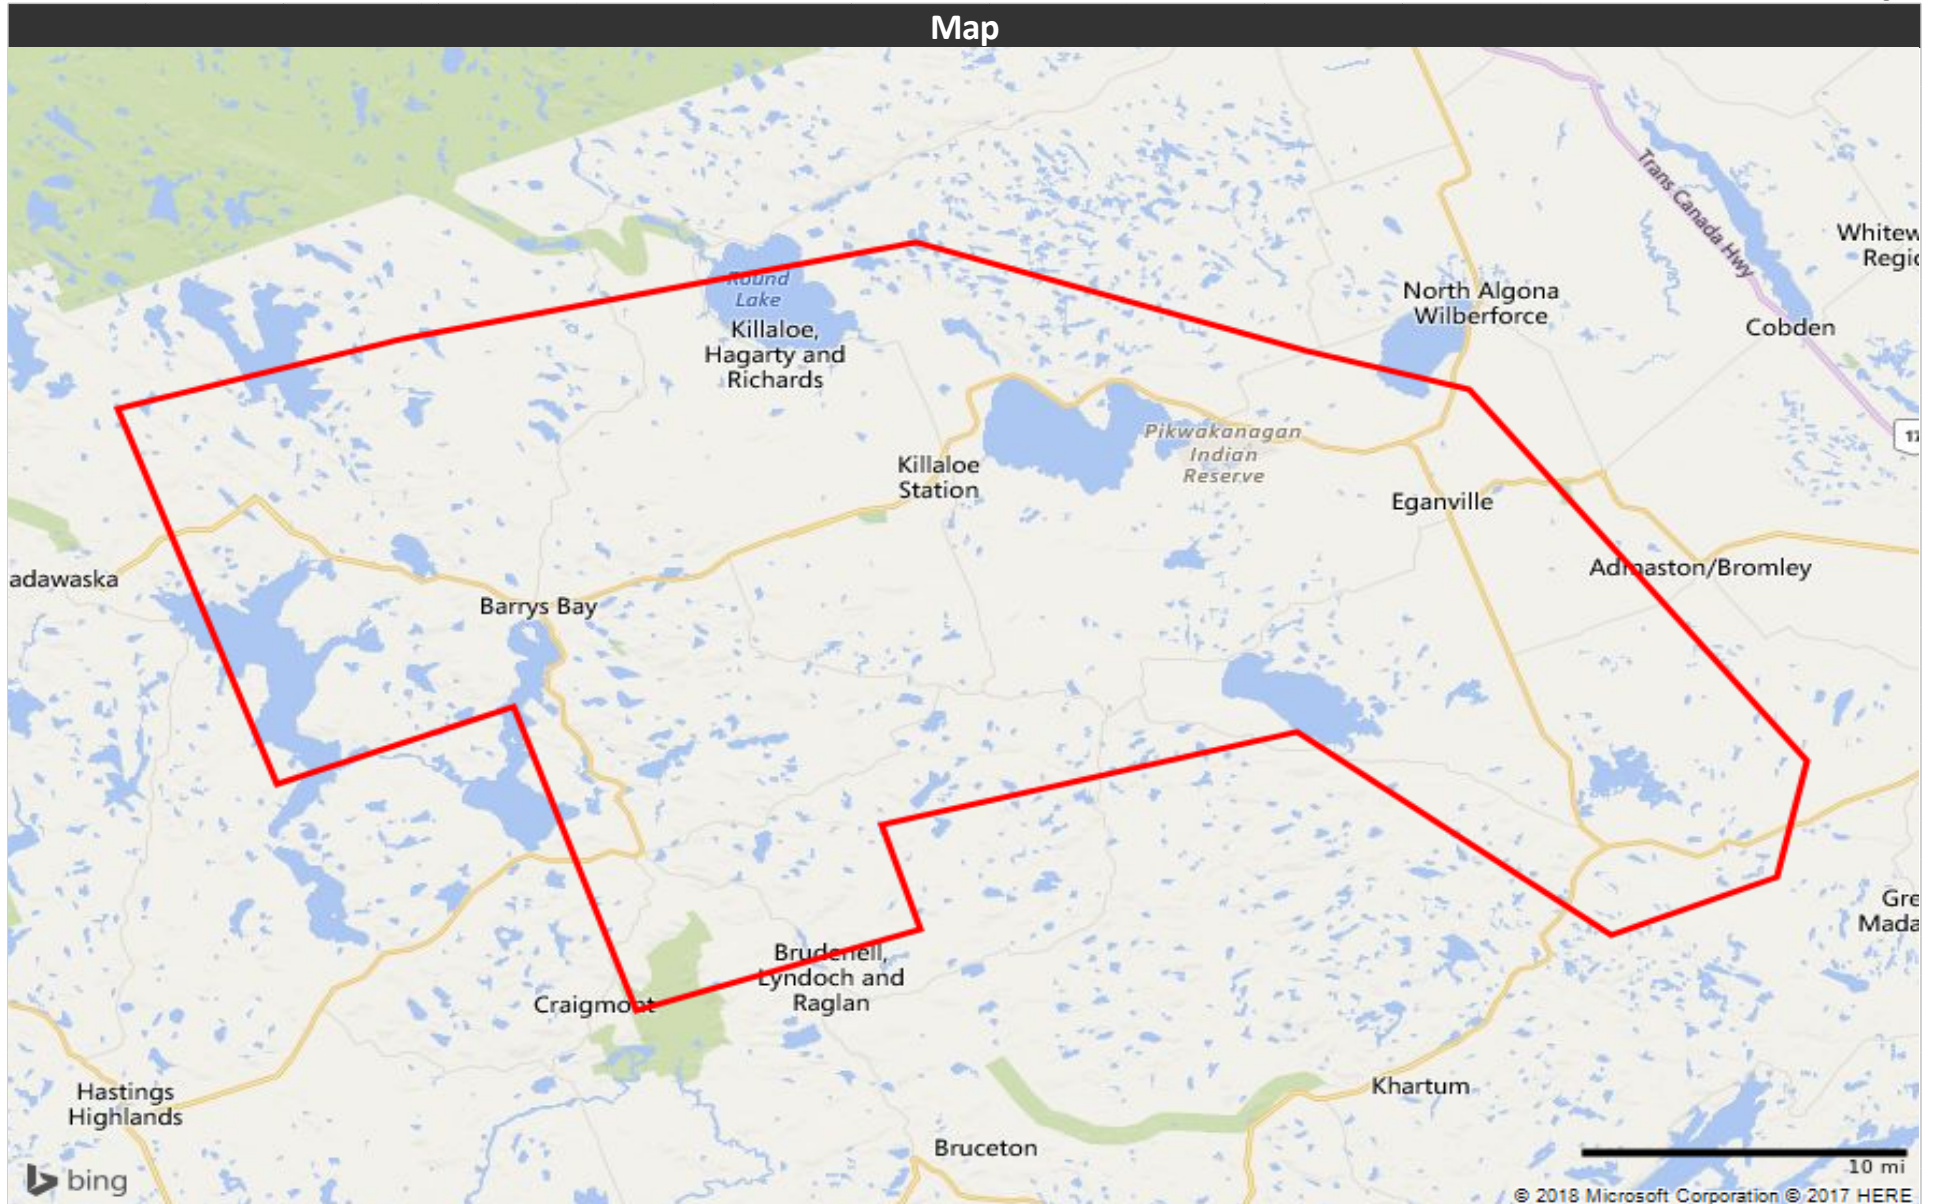 Map
Trans Canada Hwy
Whitew
Regio
Round
Lake
North Algona
Wilberforce
Cobden
Killaloe,
Hagarty and
Richards
17
Pikwakanagan
Indian
Reserve
Killaloe
Station
Eganville
adawaska
Admaston/Bromley
Barrys Bay
Gre
Mada
Brudenell,
Lyndoch and
Raglan
Craigmont
Hastings
Highlands
Khartum
Bruceton
10 mi
bing
© 2018 Microsoft Corporation © 2017 HERE